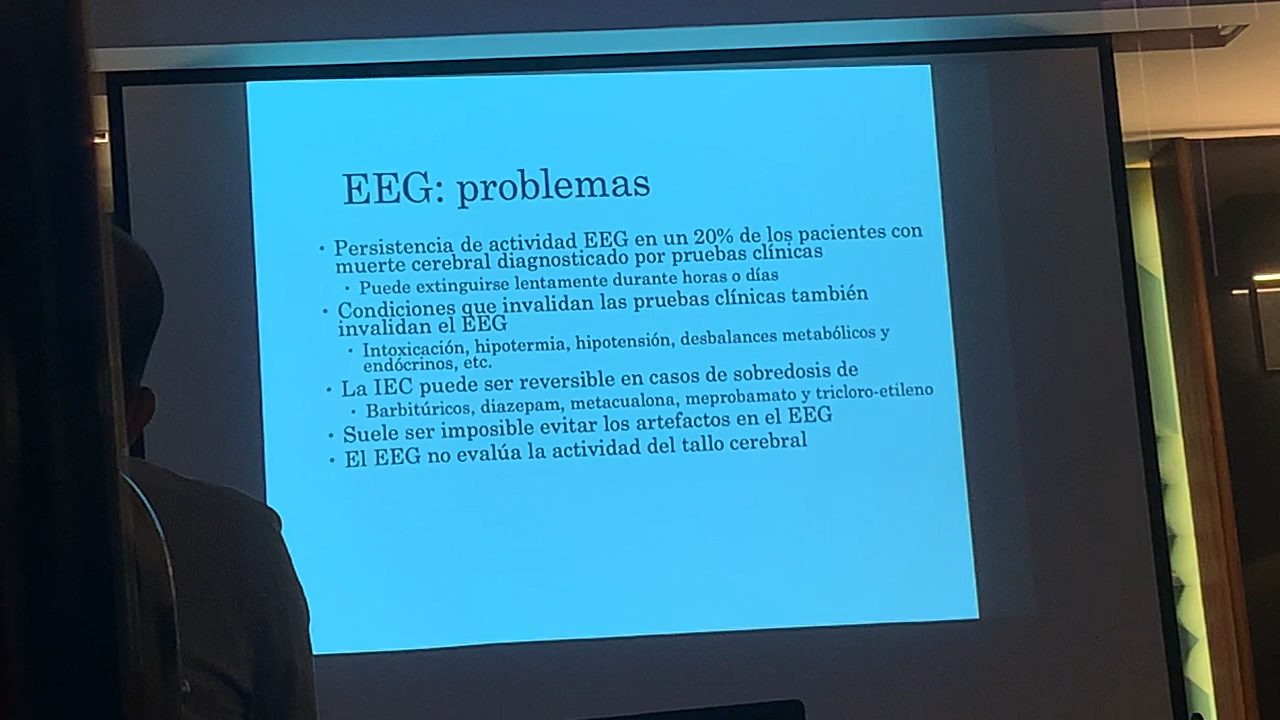 EEG: problemas
• Persistencia de actividad EEG en un 20% de los pacientes con
muerte cerebral diagnosticado por pruebas clínicas
• Puede extinguirse lentamente durante horas o días
• Condiciones que invalidan las pruebas clínicas también
invalidan el EEG
• Intoxicación, hipotermia, hipotensión, desbalances metabólicos y
endócrinos, etc.
• La IEC puede ser reversible en casos de sobredosis de
• Barbitúricos, diazepam, metacualona, meprobamato y tricloro-etileno
• Suele ser imposible evitar los artefactos en el EEG
• El EEG no evalúa la actividad del tallo cerebral